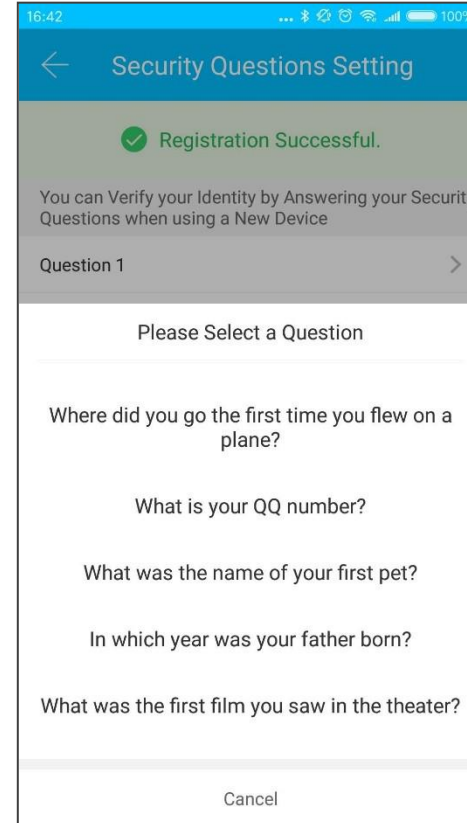 16:42 ... 100%
Security Questions Setting
Registration Successful.
You can Verify your Identity by Answering your Securit
Questions when using a New Device
Question 1
Please Select a Question
Where did you go the first time you flew on a
plane?
What is your QQ number?
What was the name of your first pet?
In which year was your father born?
What was the first film you saw in the theater?
Cancel